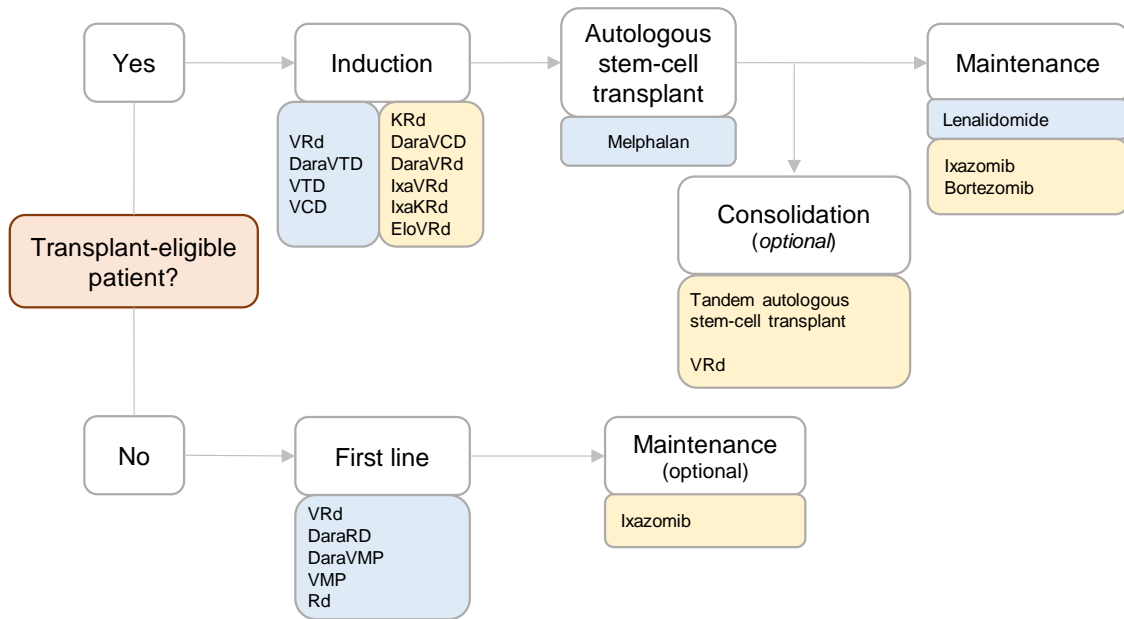 Yes
Induction
VRd
DaraVTD
VTD
VCD
KRd
DaraVCD
DaraVRd
IxaVRd
IxaKRd
EloVRd
Autologous
stem-cell
transplant
Melphalan
Maintenance
Lenalidomide
Ixazomib
Bortezomib
Consolidation
(optional)
Tandem autologous
stem-cell transplant
VRd
Transplant-eligible
patient?
No
First line
VRd
DaraRD
DaraVMP
VMP
Rd
Maintenance
(optional)
Ixazomib